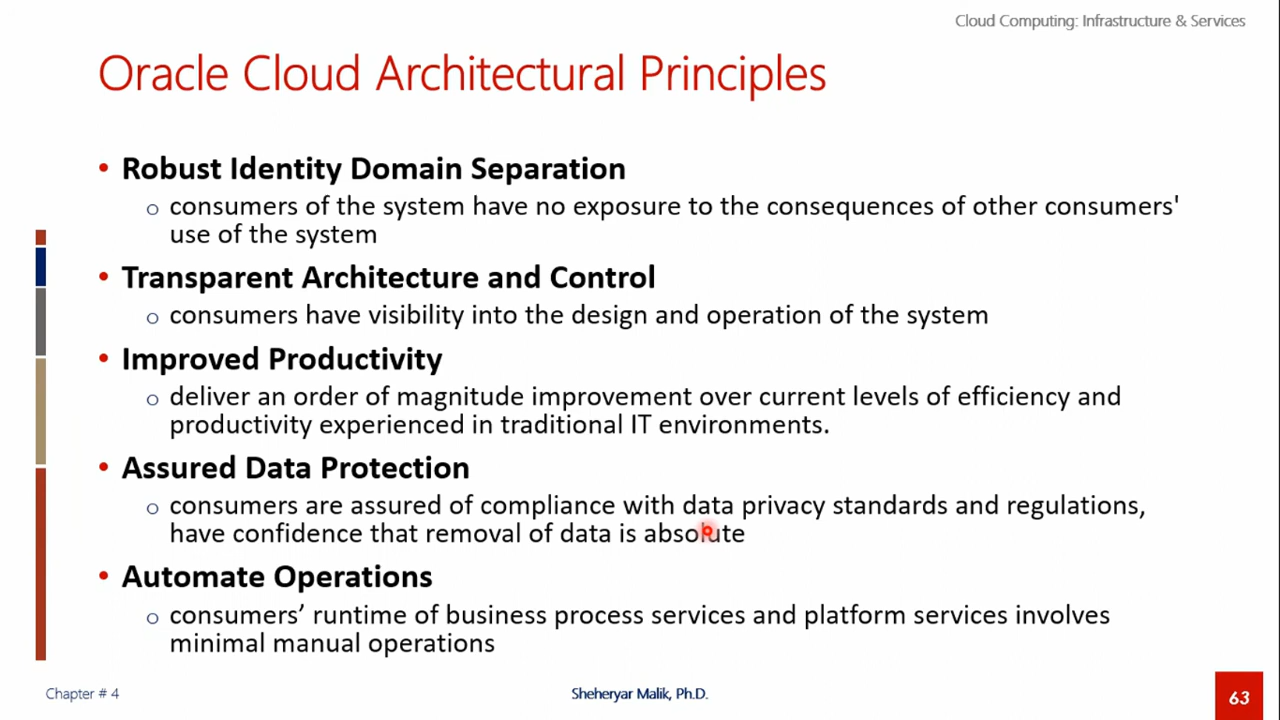 Cloud Computing: Infrastructure & Services
Oracle Cloud Architectural Principles
• Robust Identity Domain Separation
o consumers of the system have no exposure to the consequences of other consumers'
use of the system
• Transparent Architecture and Control
o consumers have visibility into the design and operation of the system
• Improved Productivity
o deliver an order of magnitude improvement over current levels of efficiency and
productivity experienced in traditional IT environments.
• Assured Data Protection
o consumers are assured of compliance with data privacy standards and regulations,
have confidence that removal of data is absolute
• Automate Operations
o consumers’ runtime of business process services and platform services involves
minimal manual operations
Chapter # 4
Sheheryar Malik, Ph.D.
63